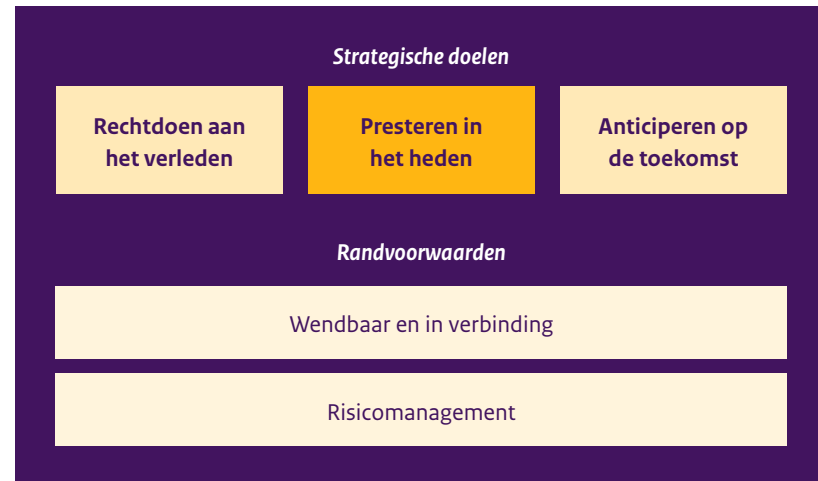 Strategische doelen
Rechtdoen aan
het verleden
Presteren in
het heden
Anticiperen op
de toekomst
Randvoorwaarden
Wendbaar en in verbinding
Risicomanagement